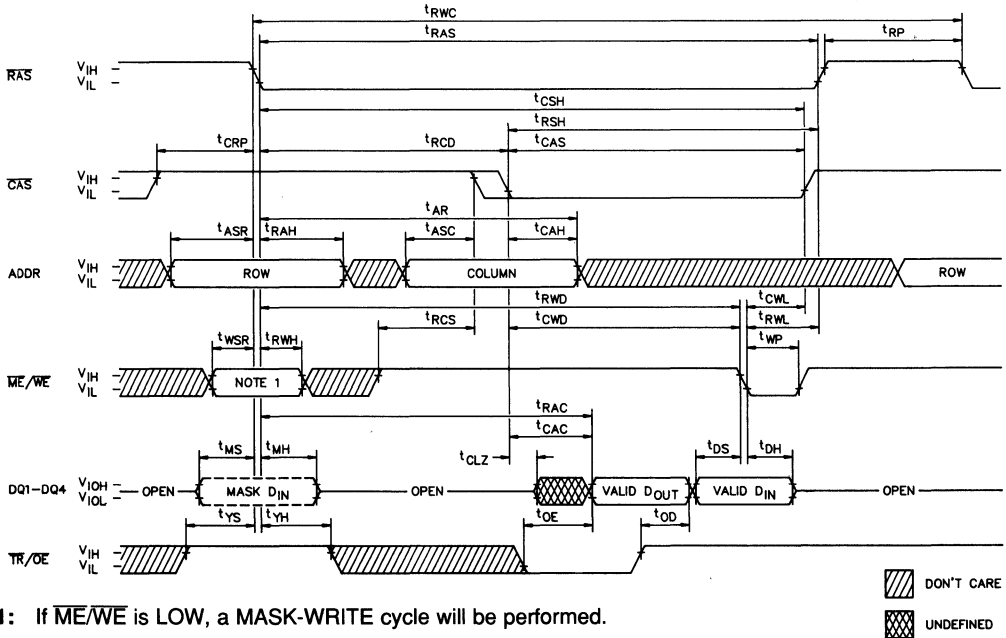 tRWC
tRAS tRP
RAS VIH VIL
tCSH
tRSH
tCRP tRCD tCAS
CAS VIH VIL
tAR
tASR tRAH tASC tCAH
ADDR VIH VIL ROW COLUMN ROW
tRWD tCWL
tRCS tCWD tRWL
tWSR tRWH tWP
ME/WE VIH VIL NOTE 1
tRAC
tCAC
tMS tMH tCLZ tDS tDH
DQ1-DQ4 VIOH VIOL OPEN MASK DIN OPEN VALID DOUT VALID DIN OPEN
tYS tYH tOE tOD
TR/OE VIH VIL
DON'T CARE
1: If ME/WE is LOW, a MASK-WRITE cycle will be performed.
UNDEFINED